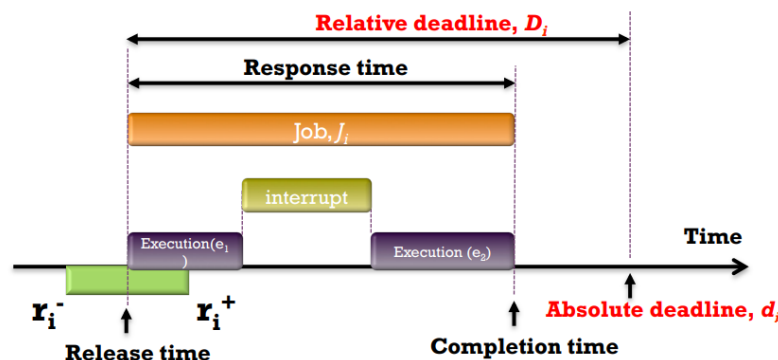 Relative deadline, Dᵢ
Response time
Job, Jᵢ
interrupt
Execution(e₁
)
Execution (e₂)
Time
rᵢ⁻
rᵢ⁺
Absolute deadline, dᵢ
Release time
Completion time